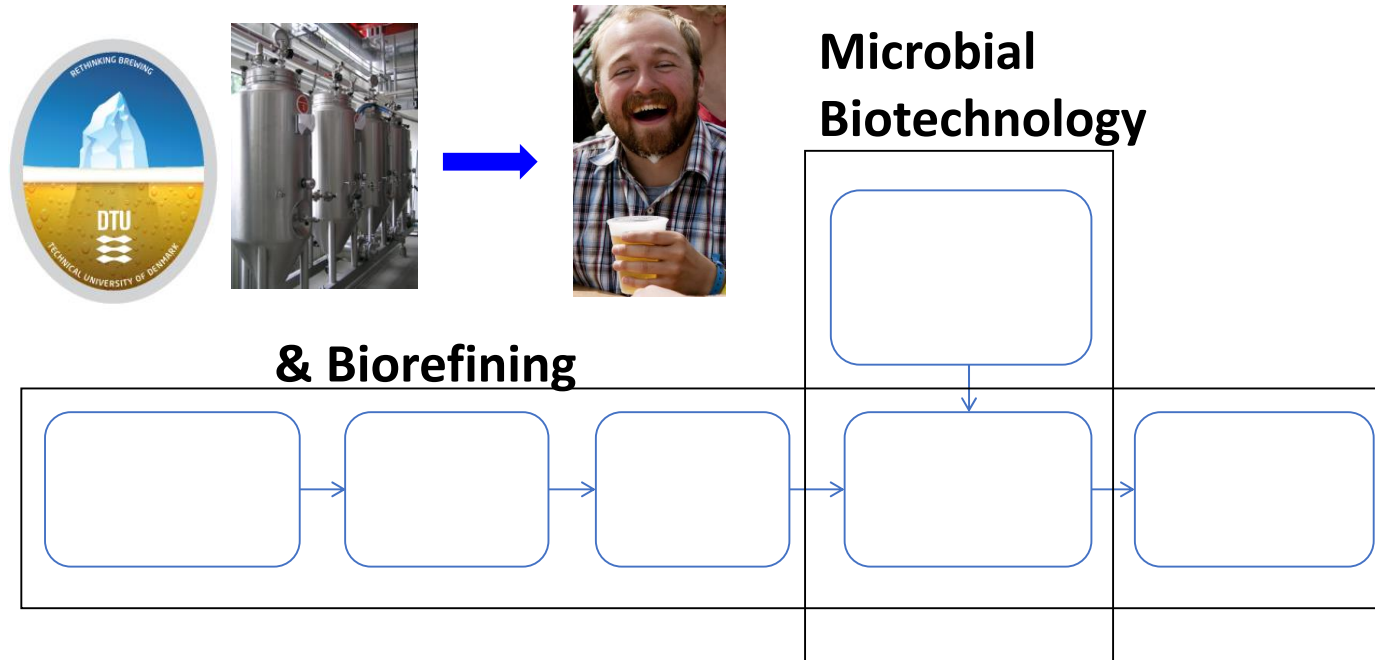 RETHINKING BREWING
DTU
TECHNICAL UNIVERSITY OF DENMARK
Microbial
Biotechnology
& Biorefining